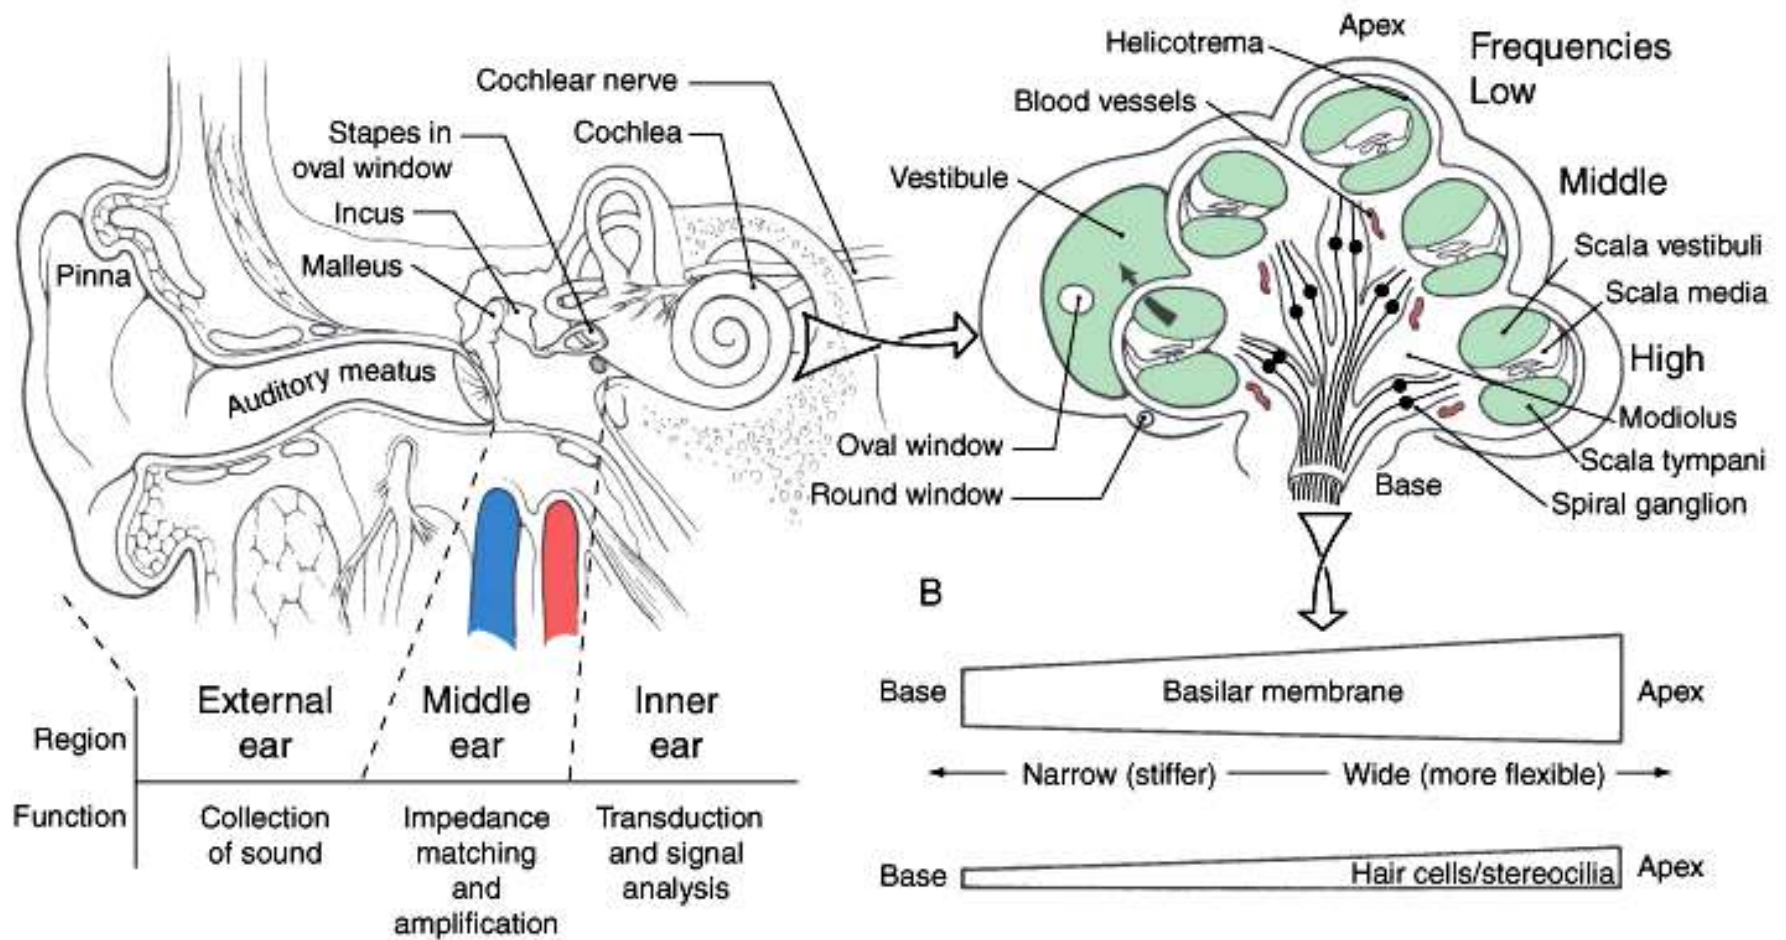 Cochlear nerve
Stapes in
oval window
Cochlea
Incus
Malleus
Pinna
Auditory meatus
Region
External
ear
Middle
ear
Inner
ear
Function
Collection
of sound
Impedance
matching
and
amplification
Transduction
and signal
analysis
Apex
Helicotrema
Frequencies
Low
Blood vessels
Vestibule
Middle
Scala vestibuli
Scala media
High
Modiolus
Oval window
Scala tympani
Round window
Base
Spiral ganglion
B
Base
Basilar membrane
Apex
Narrow (stiffer)
Wide (more flexible)
Base
Hair cells/stereocilia
Apex